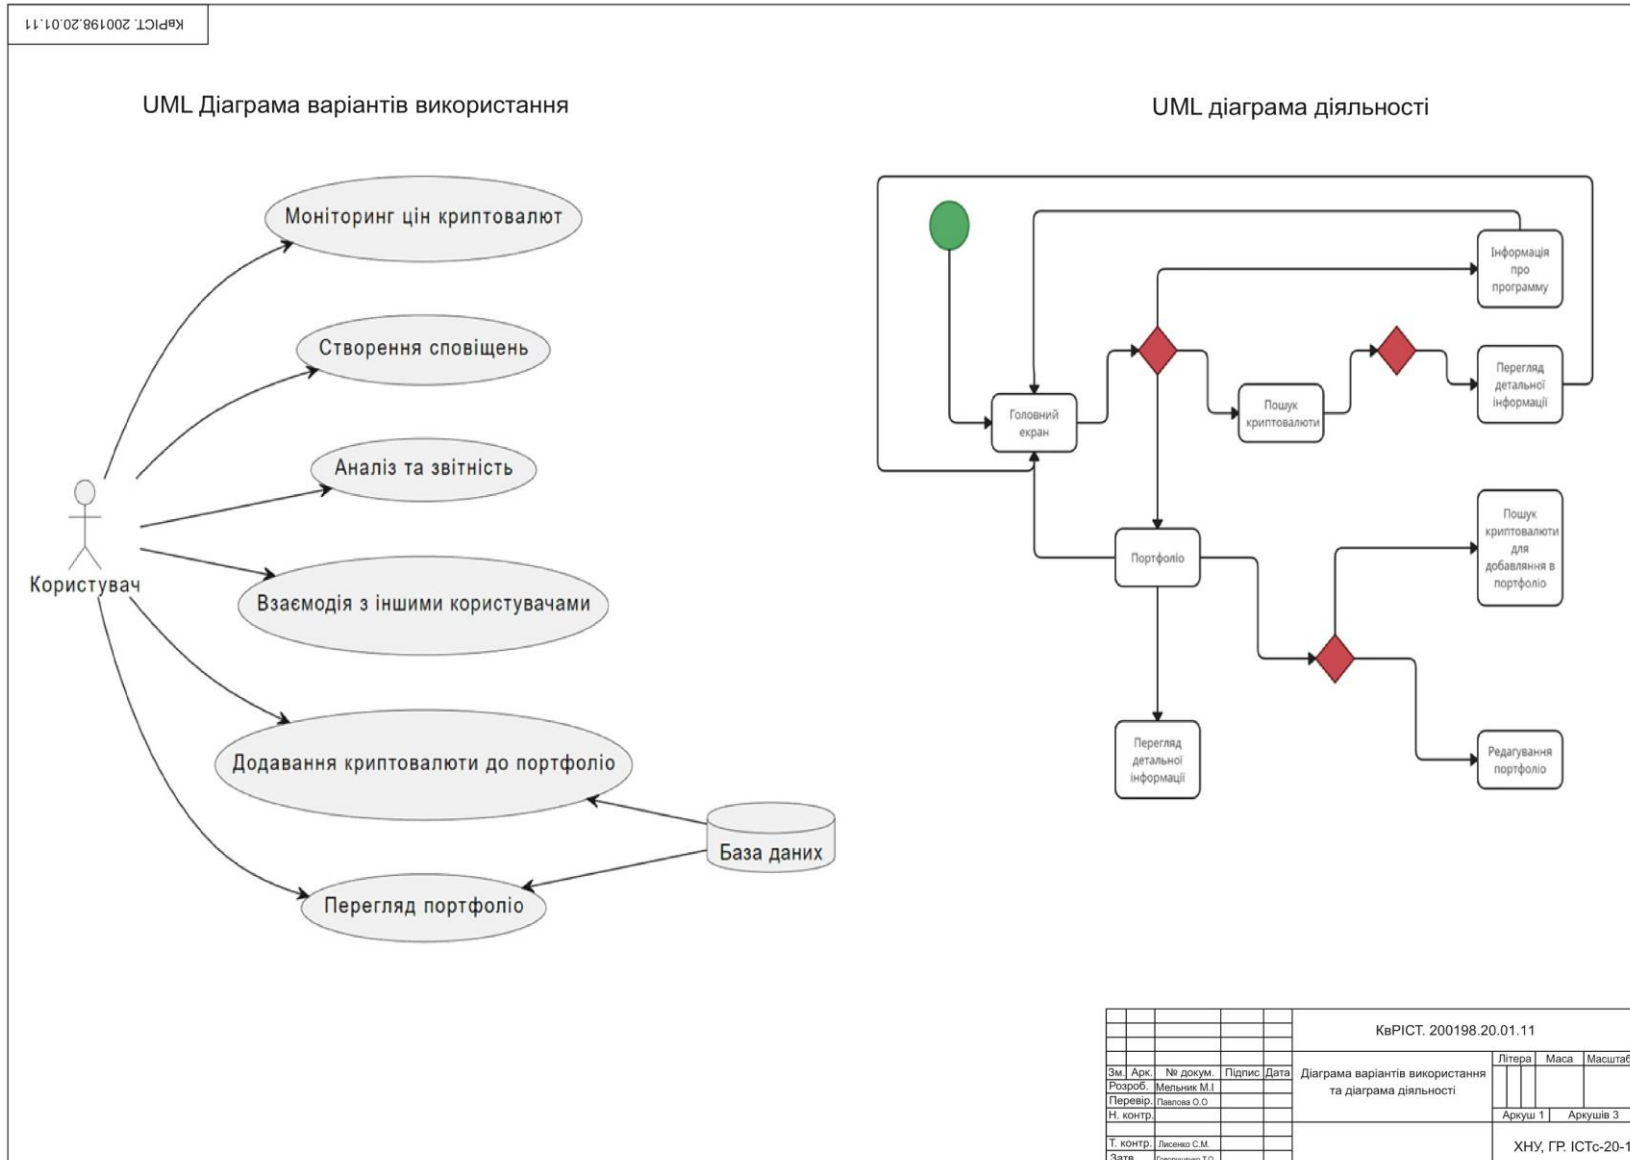 КвРІСТ. 200198.20.01.11
UML Діаграма варіантів використання
Моніторинг цін криптовалют
Створення сповіщень
Аналіз та звітність
Користувач
Взаємодія з іншими користувачами
Додавання криптовалюти до портфоліо
База даних
Перегляд портфоліо
UML діаграма діяльності
Інформація
про
программу
Перегляд
детальної
інформації
Головний
екран
Пошук
криптовалюти
Пошук
криптовалюти
для
добавляння в
портфоліо
Портфоліо
Перегляд
детальної
інформації
Редагування
портфоліо
КвРІСТ. 200198.20.01.11
Зм. Арк. № докум. Підпис Дата
Розроб. Мельник М.І
Перевір. Павлова О.О
Н. контр.
Т. контр. Лисенко С.М.
Затв.
Діаграма варіантів використання
та діаграма діяльності
Літера Маса Масштаб
Аркуш 1 Аркушів 3
ХНУ, ГР. ІСТс-20-1